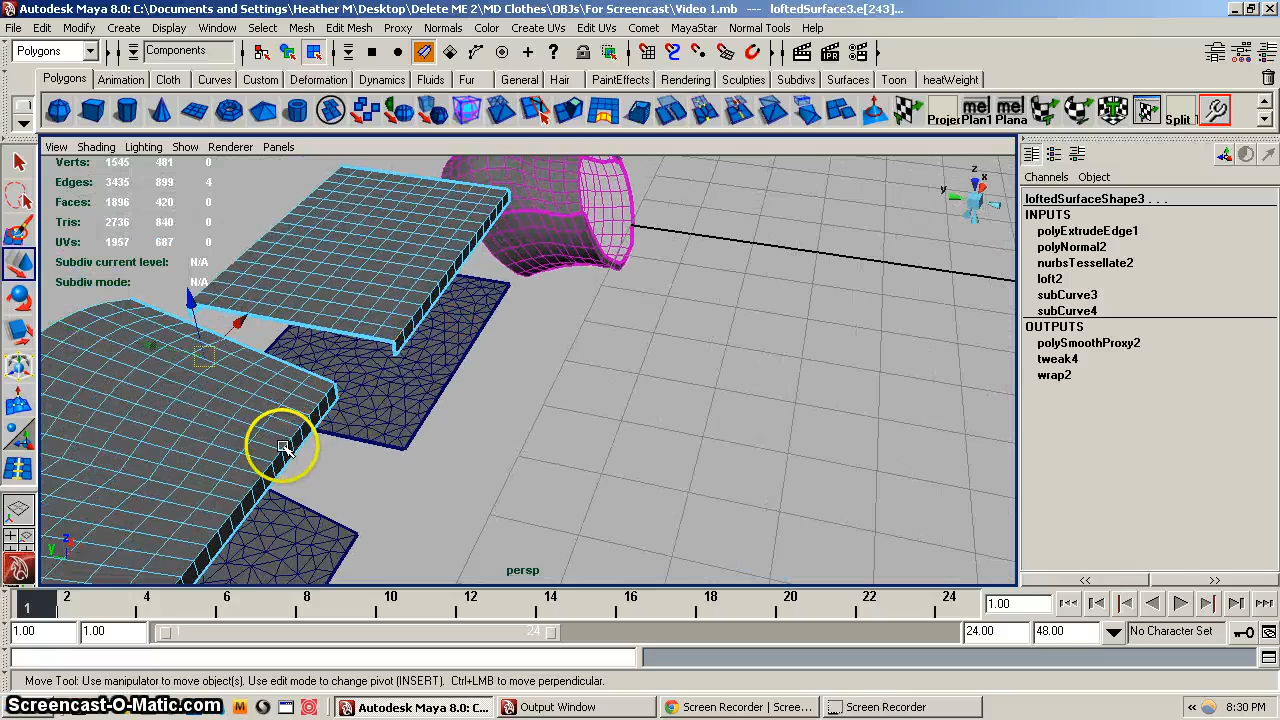 Autodesk Maya 8.0: C:\Documents and Settings\Heather M\Desktop\Delete ME 2\MD Clothes\OBJs\For Screencast\Video 1.mb --- loftedSurface3.e[243]...
File Edit Modify Create Display Window Select Mesh Edit Mesh Proxy Normals Color Create UVs Edit UVs Comet MayaStar Normal Tools Help
Polygons Components IPR
Polygons Animation Cloth Curves Custom Deformation Dynamics Fluids Fur General Hair PaintEffects Rendering Sculpties Subdivs Surfaces Toon heatWeight
Projer mel Plan1 mel Plana Split
View Shading Lighting Show Renderer Panels
Channels Object
Verts: 1545 481 0
Edges: 3435 899 4
Faces: 1896 420 0
Tris: 2736 840 0
UVs: 1957 687 0
Subdiv current level: N/A
Subdiv mode: N/A
z
x
y
loftedSurfaceShape3 . . .
INPUTS
polyExtrudeEdge1
polyNormal2
nurbsTessellate2
loft2
subCurve3
subCurve4
OUTPUTS
polySmoothProxy2
tweak4
wrap2
z
y
persp
<< >>
1 2 4 6 8 10 12 14 16 18 20 22 24 1.00
1.00 1.00 1 24 24.00 48.00 No Character Set
Move Tool: Use manipulator to move object(s). Use edit mode to change pivot (INSERT). Ctrl+LMB to move perpendicular.
Screencast-O-Matic.com Autodesk Maya 8.0: C... Output Window Screen Recorder | Scree... Screen Recorder 8:30 PM